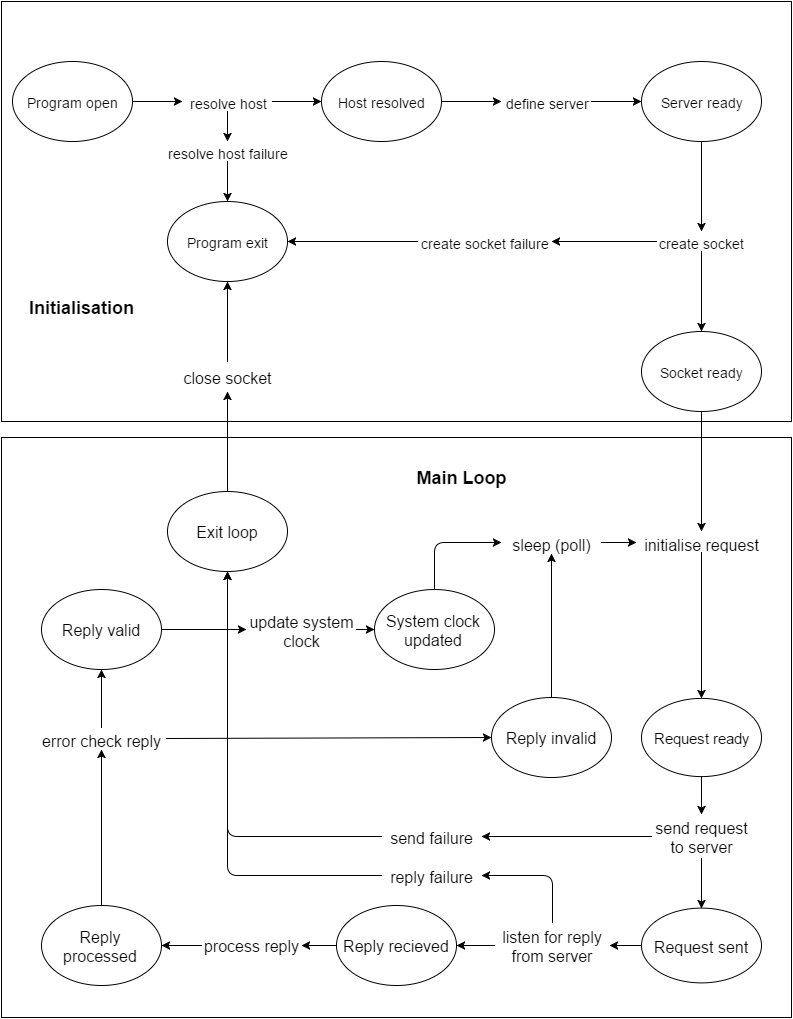 Program open
resolve host
Host resolved
define server
Server ready
resolve host failure
Program exit
create socket failure
create socket
Initialisation
close socket
Socket ready
Main Loop
Exit loop
sleep (poll)
initialise request
Reply valid
update system
clock
System clock
updated
error check reply
Reply invalid
Request ready
send failure
send request
to server
reply failure
Reply
processed
process reply
Reply recieved
listen for reply
from server
Request sent